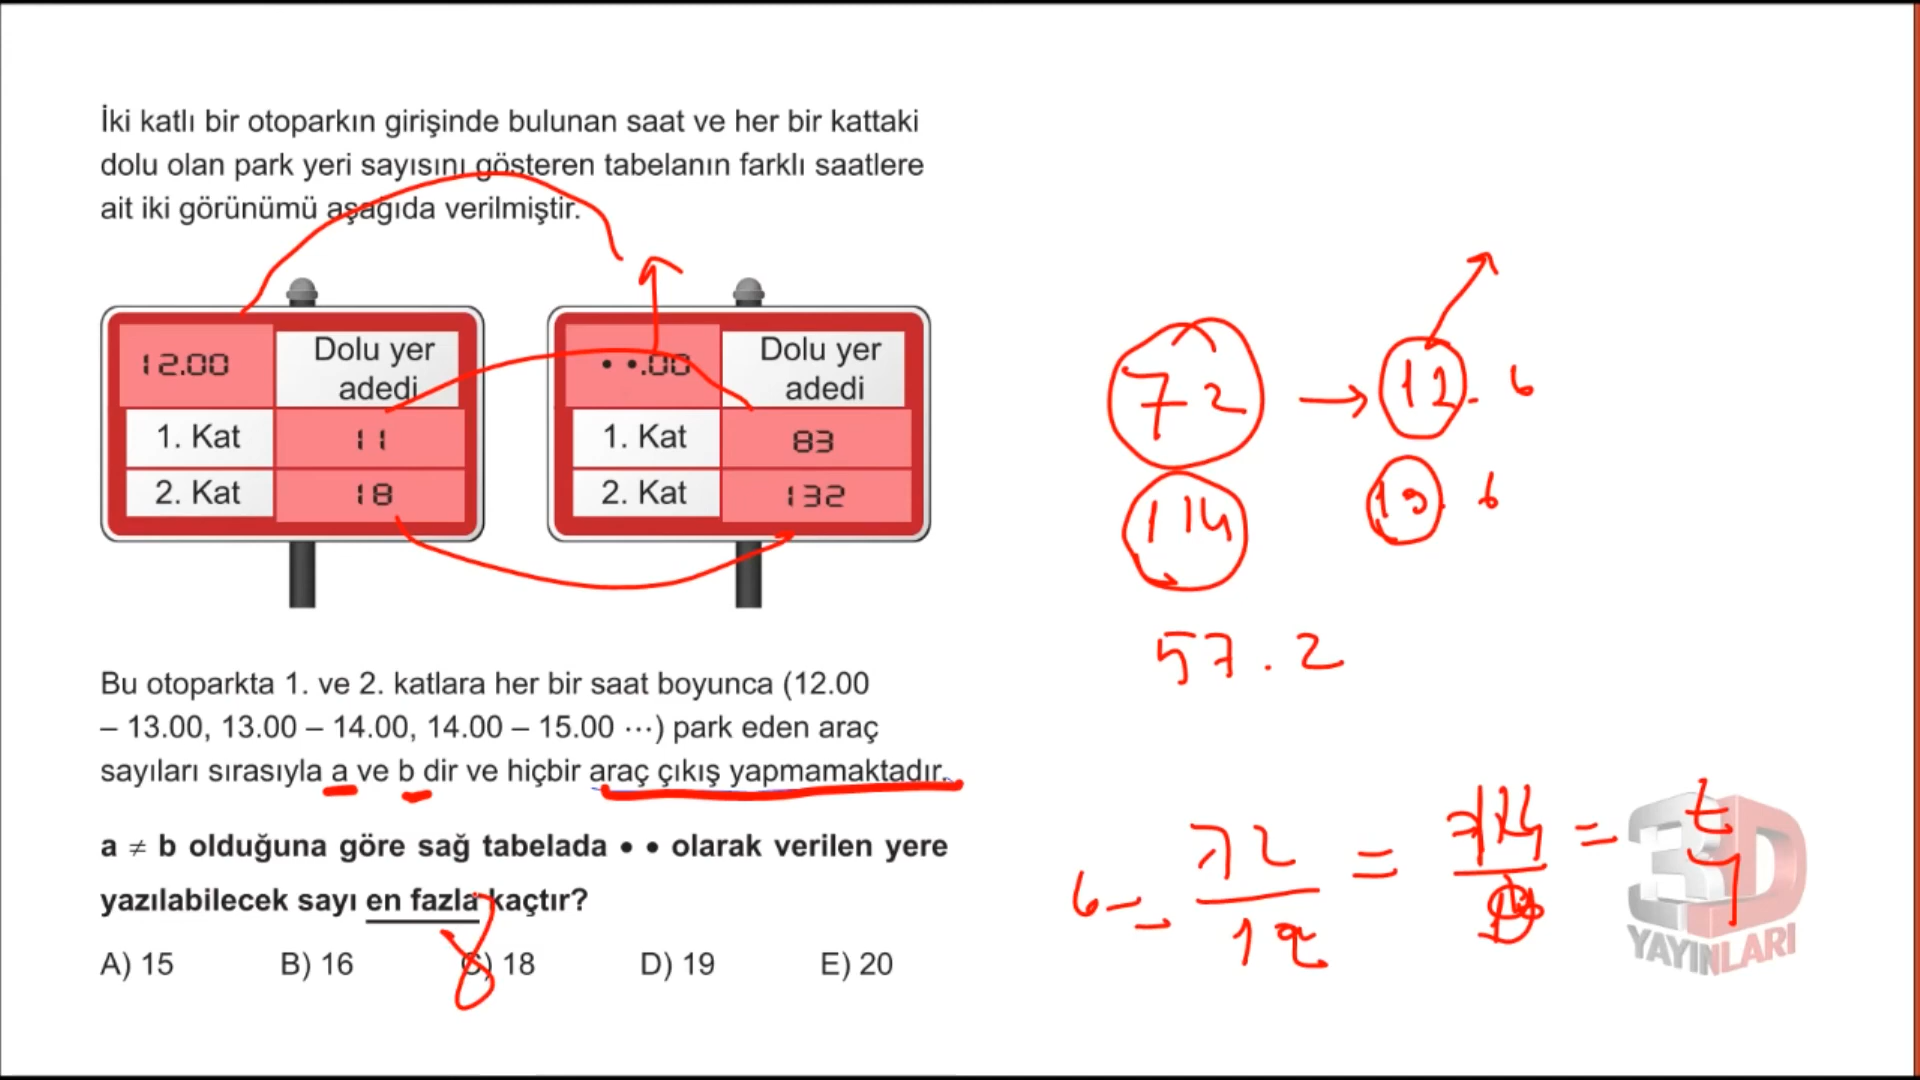 İki katlı bir otoparkın girişinde bulunan saat ve her bir kattaki
dolu olan park yeri sayısını gösteren tabelanın farklı saatlere
ait iki görünümü aşağıda verilmiştir.
12.00 Dolu yer adedi
1. Kat 11
2. Kat 18
• •.00 Dolu yer adedi
1. Kat 83
2. Kat 132
72 → 12 . 6
114 19 . 6
57 . 2
Bu otoparkta 1. ve 2. katlara her bir saat boyunca (12.00
– 13.00, 13.00 – 14.00, 14.00 – 15.00 ⋯) park eden araç
sayıları sırasıyla a ve b dir ve hiçbir araç çıkış yapmamaktadır.
a ≠ b olduğuna göre sağ tabelada • • olarak verilen yere
yazılabilecek sayı en fazla kaçtır?
A) 15 B) 16 C) 18 D) 19 E) 20
6 = 72 / 12 =
3D
YAYINLARI